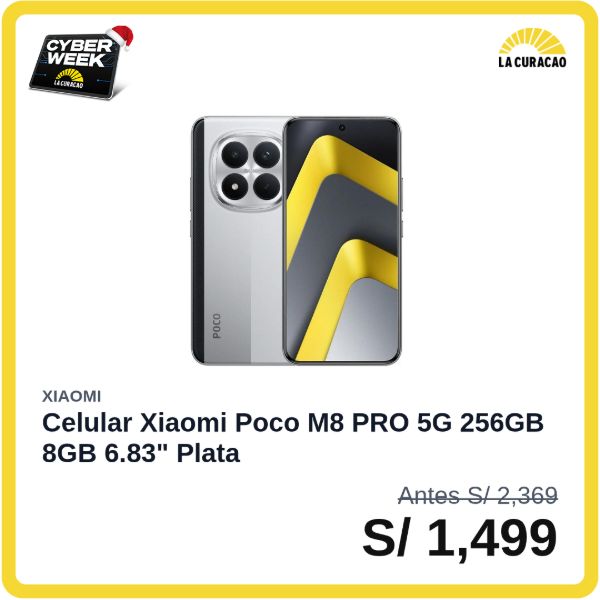 CYBER
WEEK
LA CURACAO
LA CURACAO
POCO
XIAOMI
Celular Xiaomi Poco M8 PRO 5G 256GB
8GB 6.83" Plata
Antes S/ 2,369
S/ 1,499